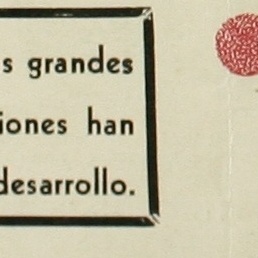 s grandes
iones han
desarrollo.